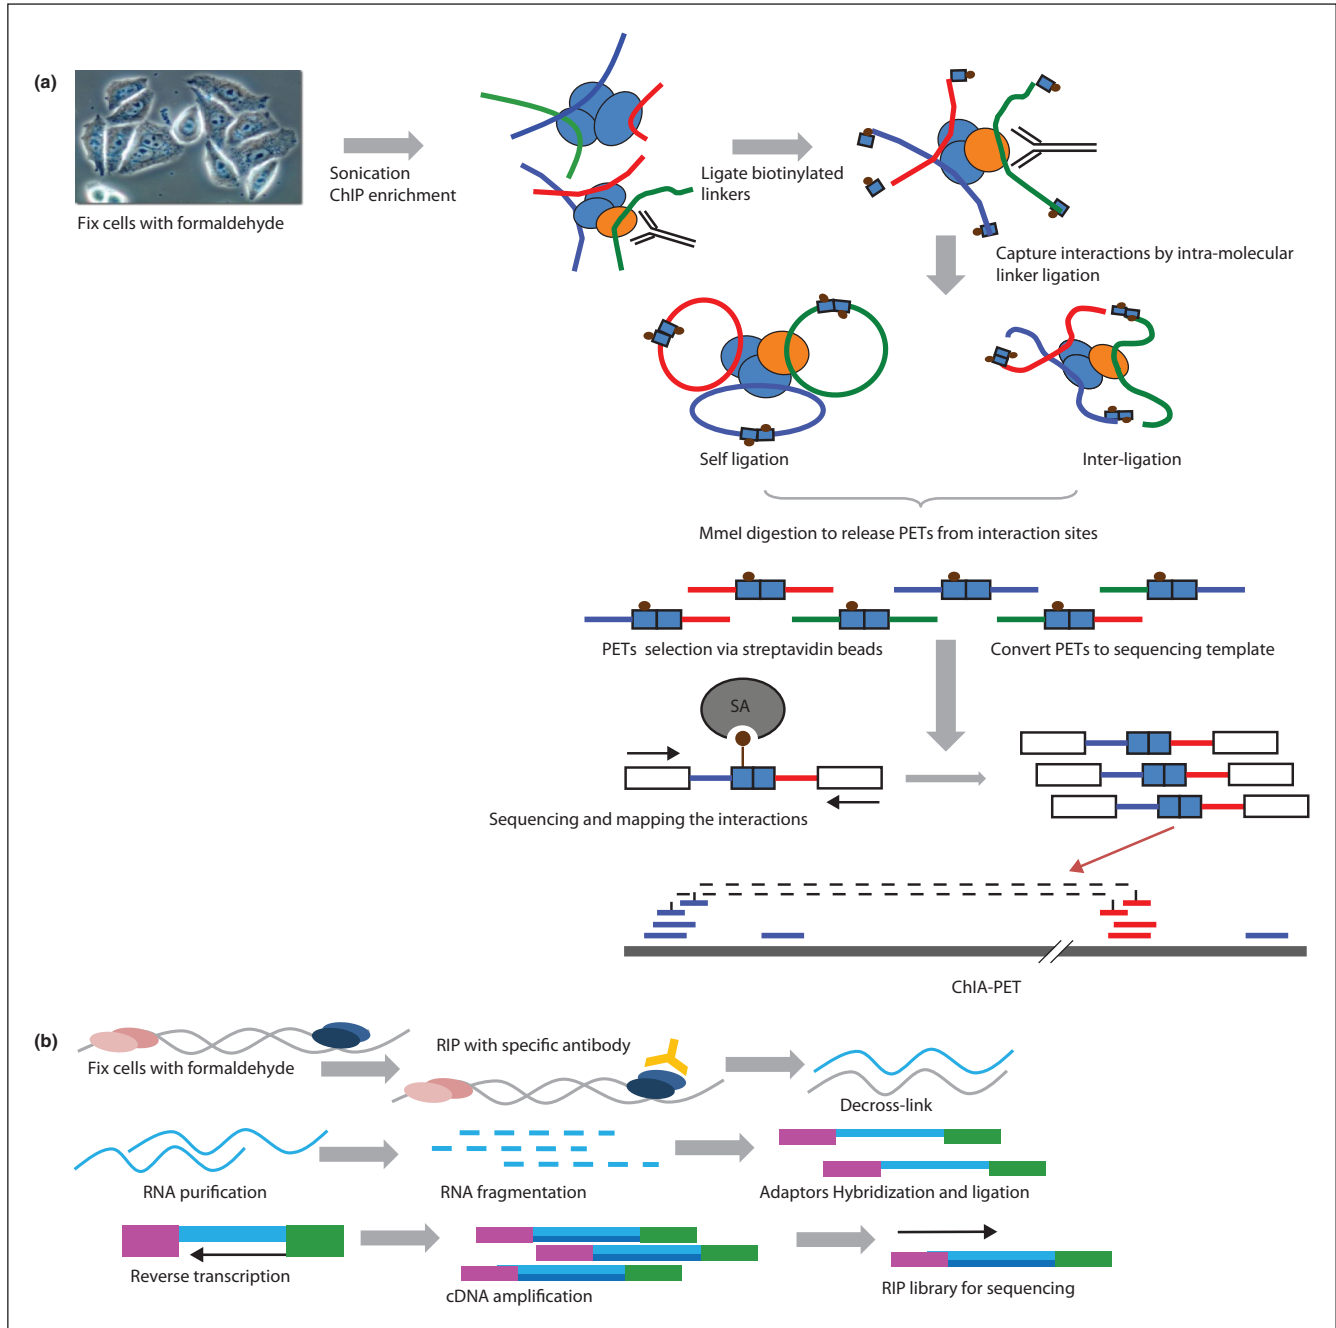 (a)
Fix cells with formaldehyde
Sonication
ChIP enrichment
Ligate biotinylated
linkers
Capture interactions by intra-molecular
linker ligation
Self ligation
Inter-ligation
Mmel digestion to release PETs from interaction sites
PETs selection via streptavidin beads
Convert PETs to sequencing template
SA
Sequencing and mapping the interactions
ChIA-PET
(b)
Fix cells with formaldehyde
RIP with specific antibody
Decross-link
RNA purification
RNA fragmentation
Adaptors Hybridization and ligation
Reverse transcription
cDNA amplification
RIP library for sequencing